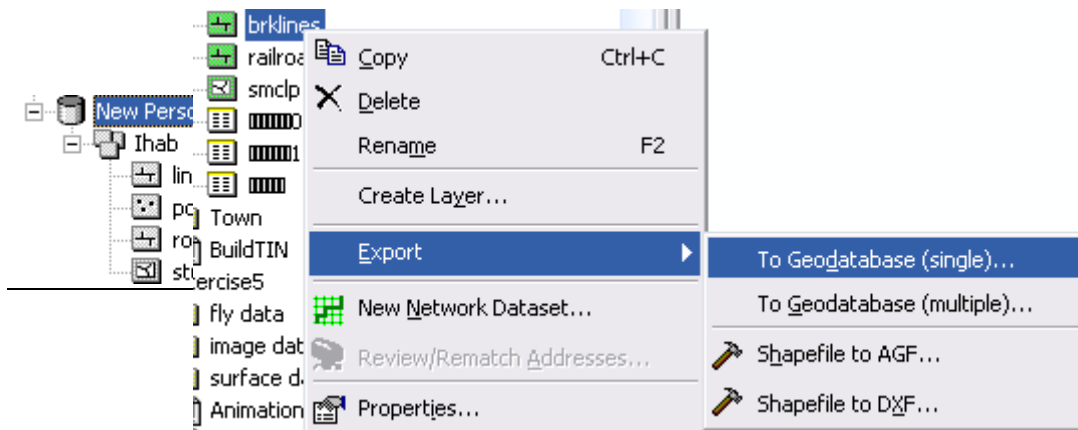 New Perso
Ihab
lin
ro
brklines
railroa
smclp
Town
BuildTIN
ercise5
fly data
image dat
surface d
Animation
Copy Ctrl+C
Delete
Rename F2
Create Layer...
Export
New Network Dataset...
Review/Rematch Addresses...
Properties...
To Geodatabase (single)...
To Geodatabase (multiple)...
Shapefile to AGF...
Shapefile to DXF...